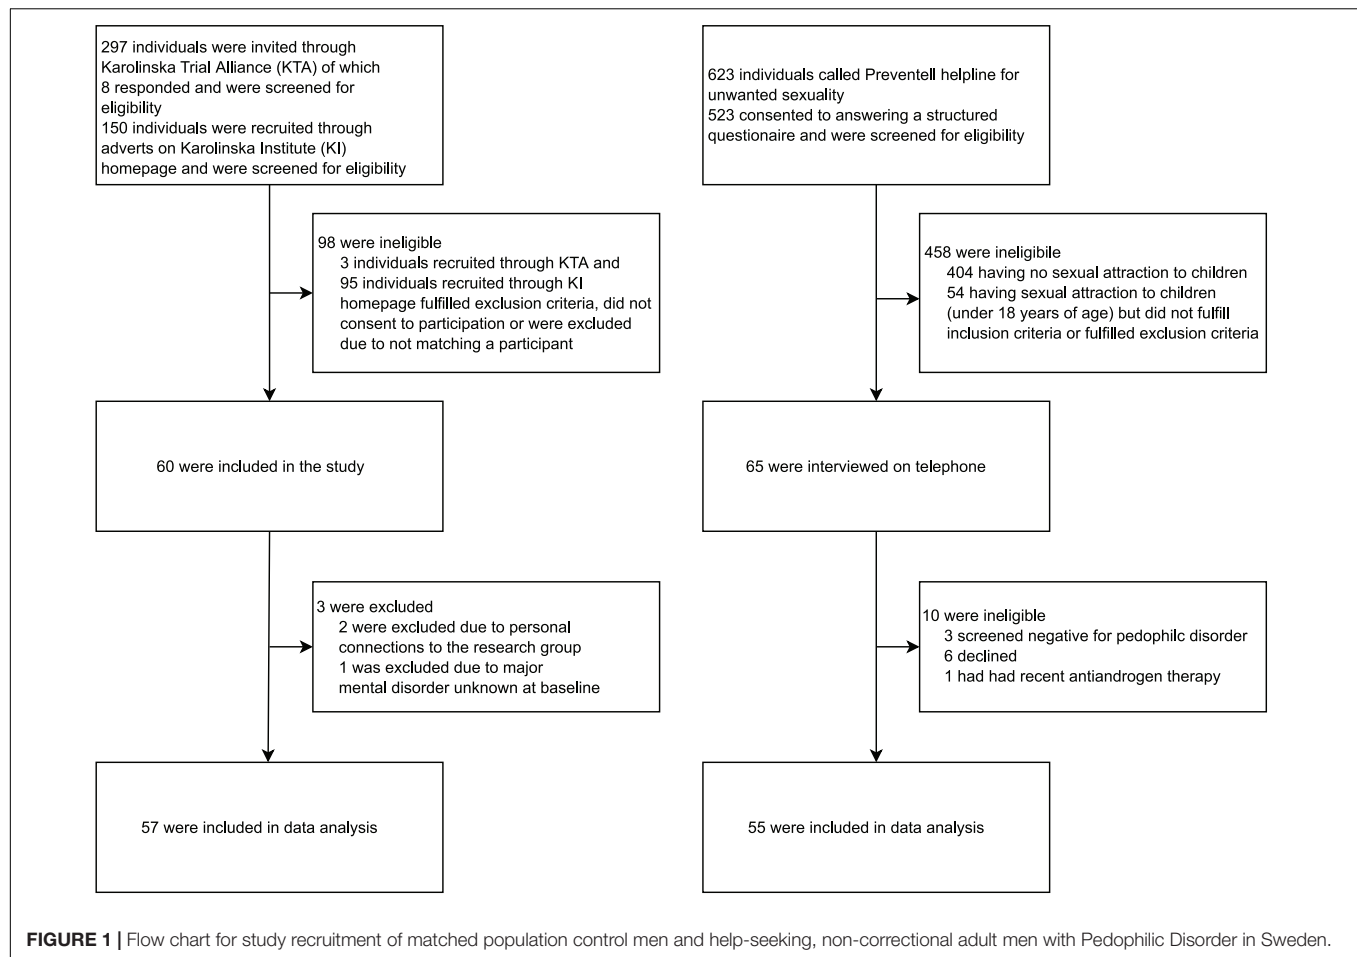 297 individuals were invited through
Karolinska Trial Alliance (KTA) of which
8 responded and were screened for
eligibility
150 individuals were recruited through
adverts on Karolinska Institute (KI)
homepage and were screened for eligibility
98 were ineligible
3 individuals recruited through KTA and
95 individuals recruited through KI
homepage fulfilled exclusion criteria, did not
consent to participation or were excluded
due to not matching a participant
60 were included in the study
3 were excluded
2 were excluded due to personal
connections to the research group
1 was excluded due to major
mental disorder unknown at baseline
57 were included in data analysis
623 individuals called Preventell helpline for
unwanted sexuality
523 consented to answering a structured
questionaire and were screened for eligibility
458 were ineligibile
404 having no sexual attraction to children
54 having sexual attraction to children
(under 18 years of age) but did not fulfill
inclusion criteria or fulfilled exclusion criteria
65 were interviewed on telephone
10 were ineligible
3 screened negative for pedophilc disorder
6 declined
1 had had recent antiandrogen therapy
55 were included in data analysis
FIGURE 1 | Flow chart for study recruitment of matched population control men and help-seeking, non-correctional adult men with Pedophilic Disorder in Sweden.